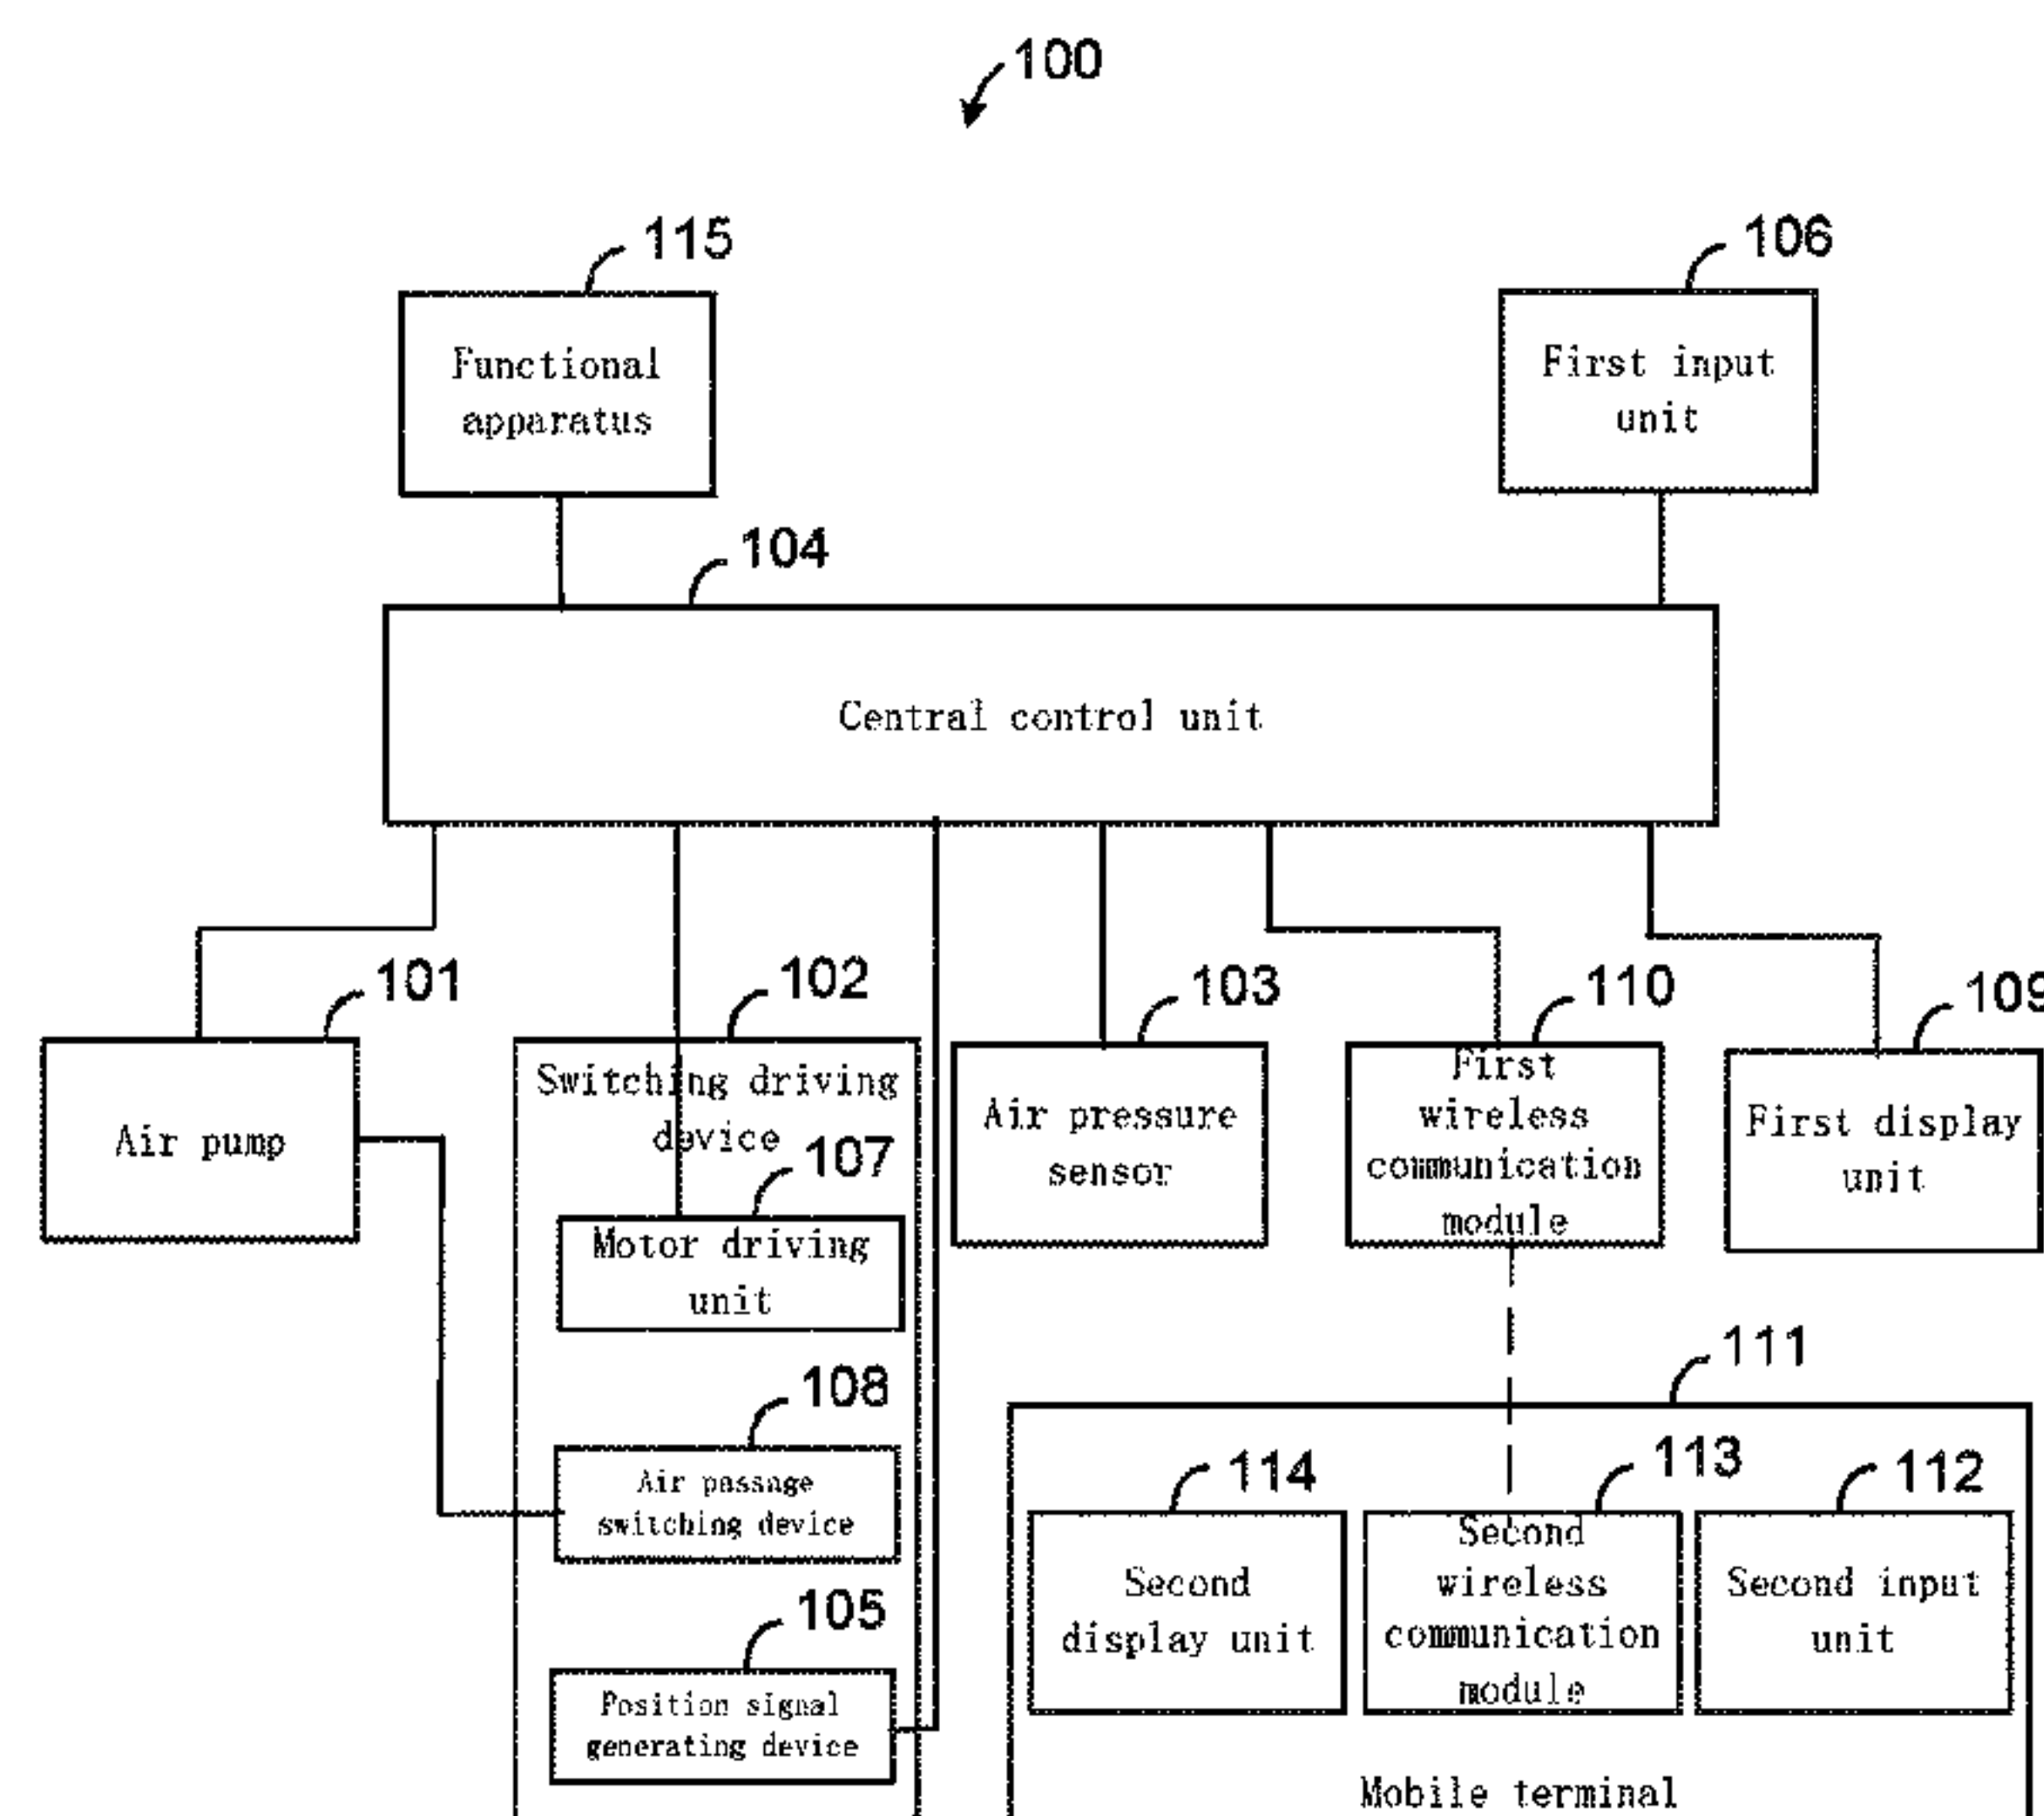 100
115
106
Functional
apparatus
First input
unit
104
Central control unit
101
102
103
110
109
Air pump
Switching driving
device
107
Motor driving
unit
108
Air passage
switching device
105
Position signal
generating device
Air pressure
sensor
First
wireless
communication
module
First display
unit
111
114
113
112
Second
display unit
Second
wireless
communication
module
Second input
unit
Mobile terminal